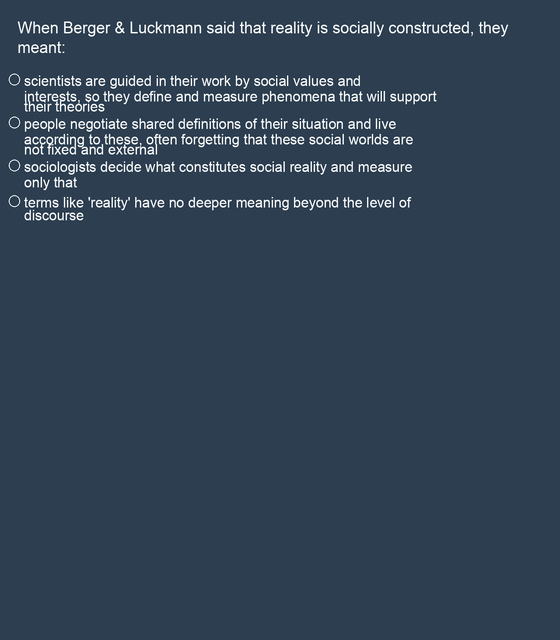 When Berger & Luckmann said that reality is socially constructed, they
meant:
scientists are guided in their work by social values and
interests, so they define and measure phenomena that will support
their theories
people negotiate shared definitions of their situation and live
according to these, often forgetting that these social worlds are
not fixed and external
sociologists decide what constitutes social reality and measure
only that
terms like 'reality' have no deeper meaning beyond the level of
discourse